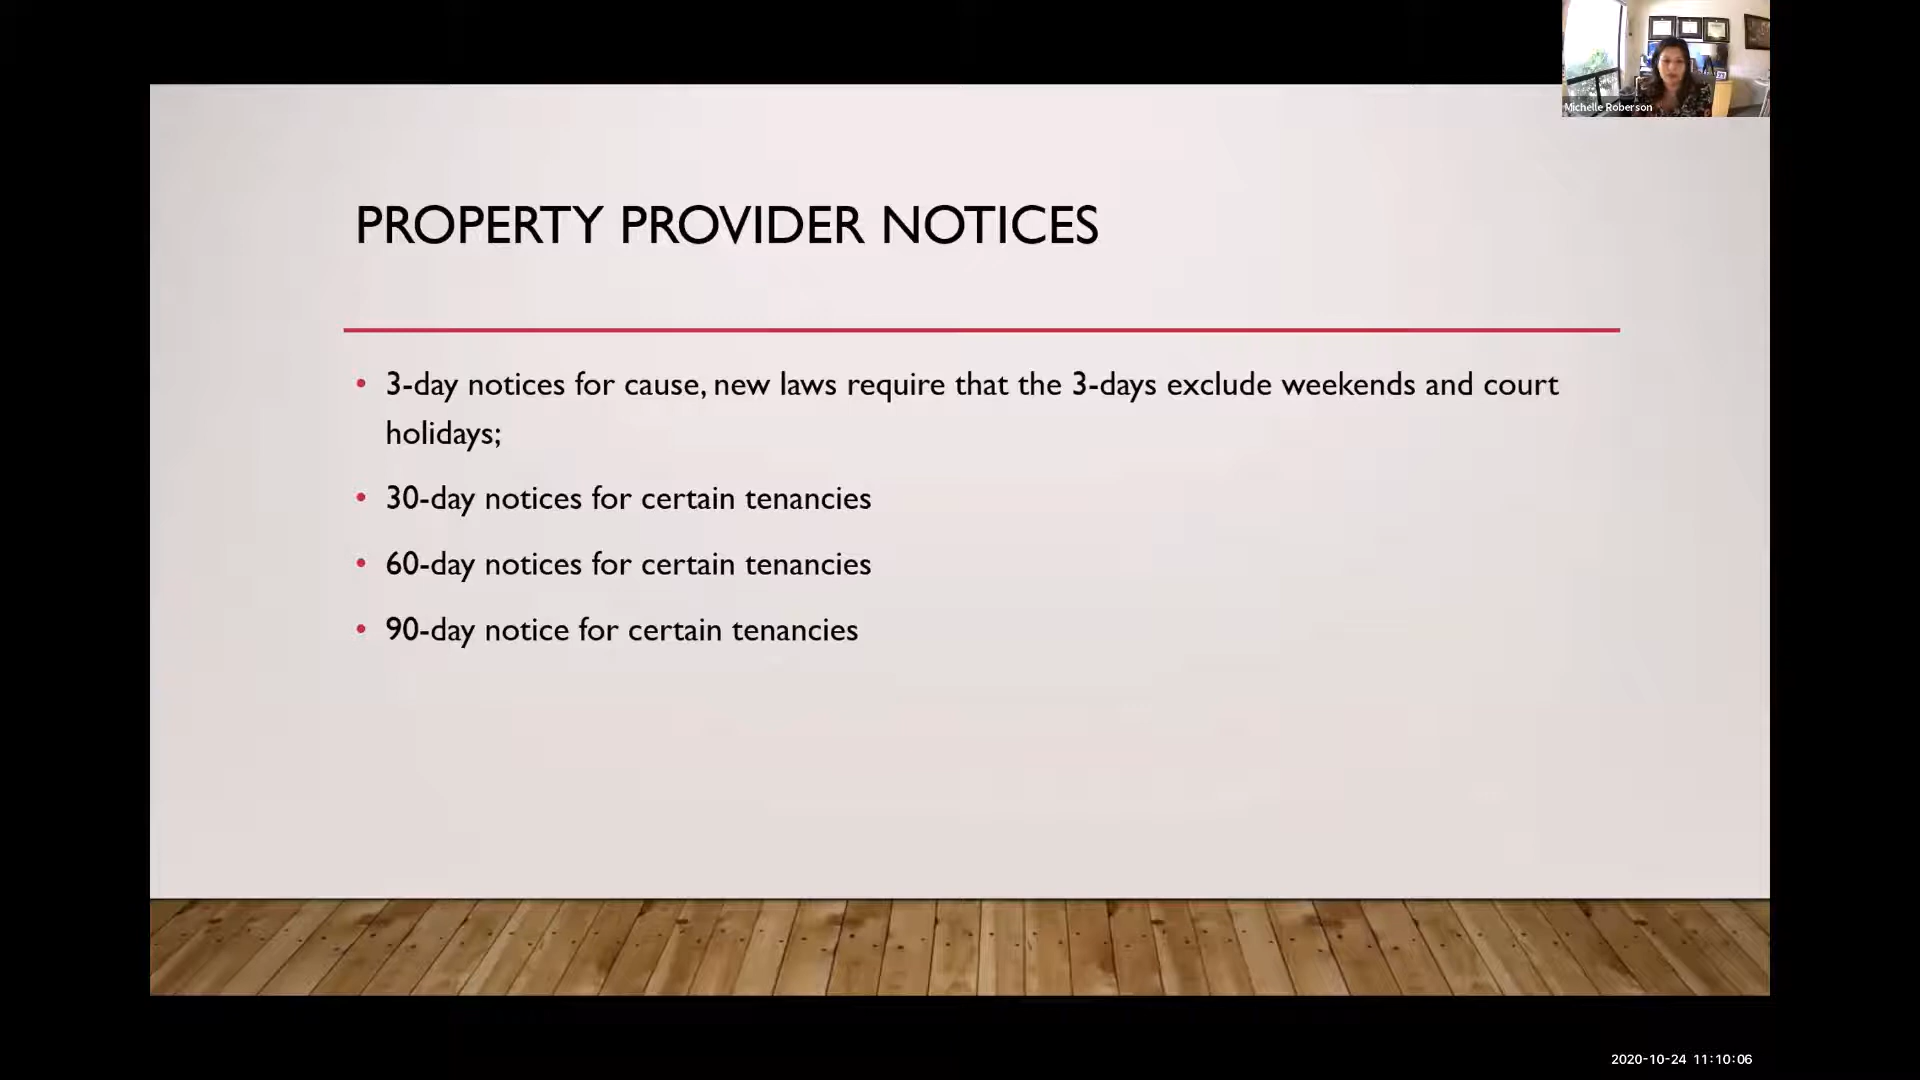 Michelle Roberson
PROPERTY PROVIDER NOTICES
• 3-day notices for cause, new laws require that the 3-days exclude weekends and court
holidays;
• 30-day notices for certain tenancies
• 60-day notices for certain tenancies
• 90-day notice for certain tenancies
2020-10-24 11:10:06